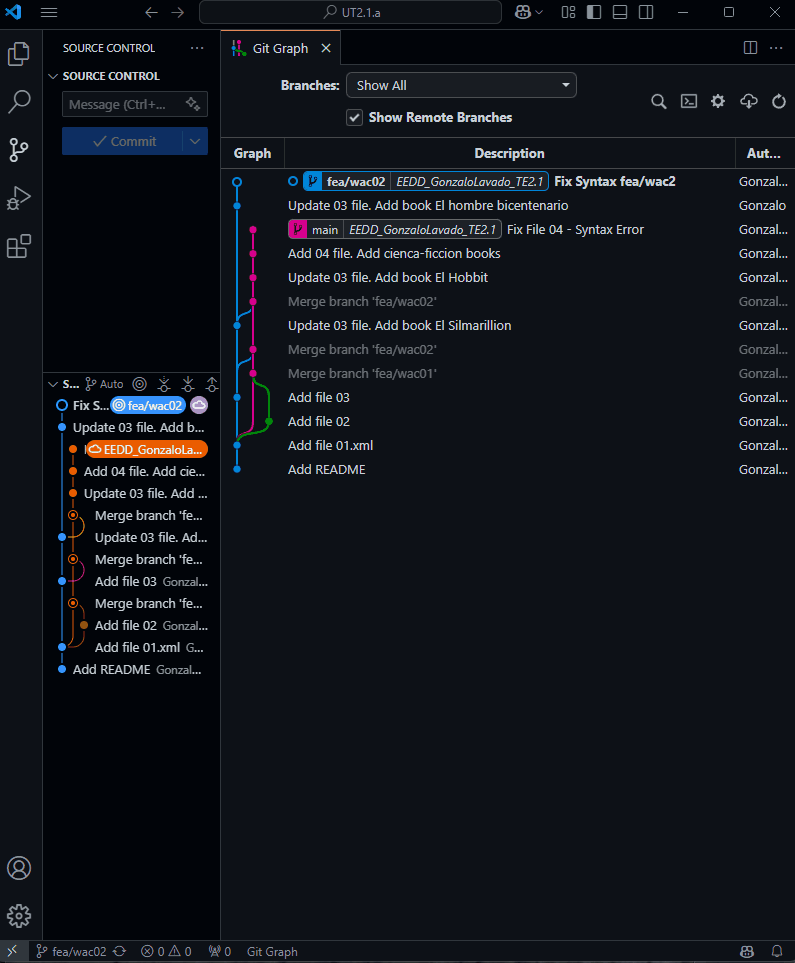 UT2.1.a
SOURCE CONTROL
SOURCE CONTROL
Message (Ctrl+...
Commit
Git Graph
Branches: Show All
Show Remote Branches
Graph Description Aut...
fea/wac02 EEDD_GonzaloLavado_TE2.1 Fix Syntax fea/wac2 Gonzal...
Update 03 file. Add book El hombre bicentenario Gonzalo
main EEDD_GonzaloLavado_TE2.1 Fix File 04 - Syntax Error Gonzal...
Add 04 file. Add cienca-ficcion books Gonzal...
Update 03 file. Add book El Hobbit Gonzal...
Merge branch 'fea/wac02' Gonzal...
Update 03 file. Add book El Silmarillion Gonzal...
Merge branch 'fea/wac02' Gonzal...
Merge branch 'fea/wac01' Gonzal...
Add file 03 Gonzal...
Add file 02 Gonzal...
Add file 01.xml Gonzal...
Add README Gonzal...
S... Auto
Fix S... fea/wac02
Update 03 file. Add b...
EEDD_GonzaloLa...
Add 04 file. Add cie...
Update 03 file. Add ...
Merge branch 'fe...
Update 03 file. Ad...
Merge branch 'fe...
Add file 03 Gonzal...
Merge branch 'fe...
Add file 02 Gonzal...
Add file 01.xml G...
Add README Gonzal...
fea/wac02 0 0 0 Git Graph